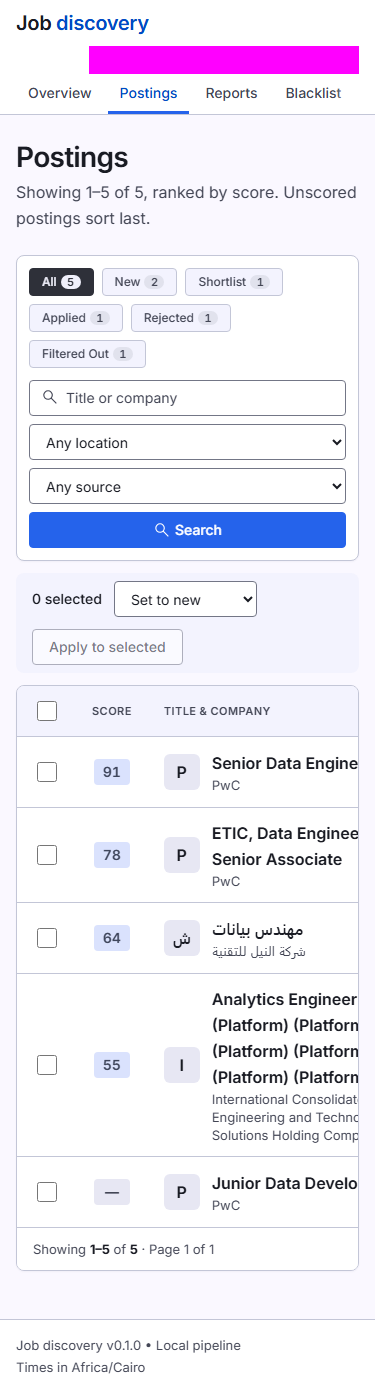 Job discovery
Overview Postings Reports Blacklist
Postings
Showing 1–5 of 5, ranked by score. Unscored
postings sort last.
All 5 New 2 Shortlist 1
Applied 1 Rejected 1
Filtered Out 1
Title or company
Any location
Any source
Search
0 selected Set to new
Apply to selected
SCORE TITLE & COMPANY
91 P Senior Data Engine
PwC
78 P ETIC, Data Enginee
Senior Associate
PwC
64 ش مهندس بيانات
شركة النيل للتقنية
Analytics Engineer
(Platform) (Platform
(Platform) (Platform
55 I (Platform) (Platform
International Consolidat
Engineering and Techno
Solutions Holding Comp
— P Junior Data Develo
PwC
Showing 1–5 of 5 · Page 1 of 1
Job discovery v0.1.0 • Local pipeline
Times in Africa/Cairo